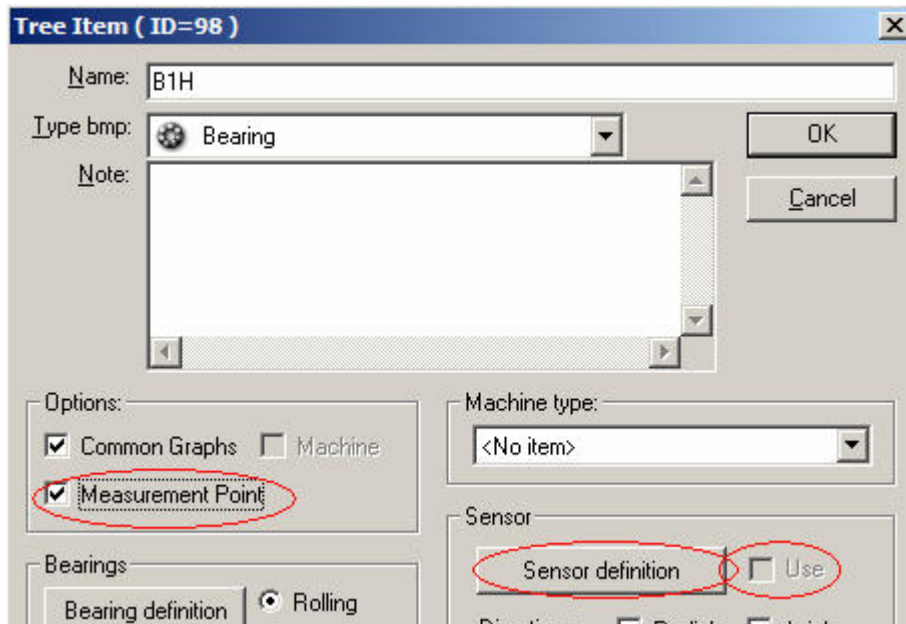 Tree Item ( ID=98 )
Name: B1H
Type bmp: Bearing
OK
Note:
Cancel
Options:
Common Graphs Machine
Measurement Point
Machine type:
<No item>
Sensor
Sensor definition Use
Bearings
Bearing definition Rolling